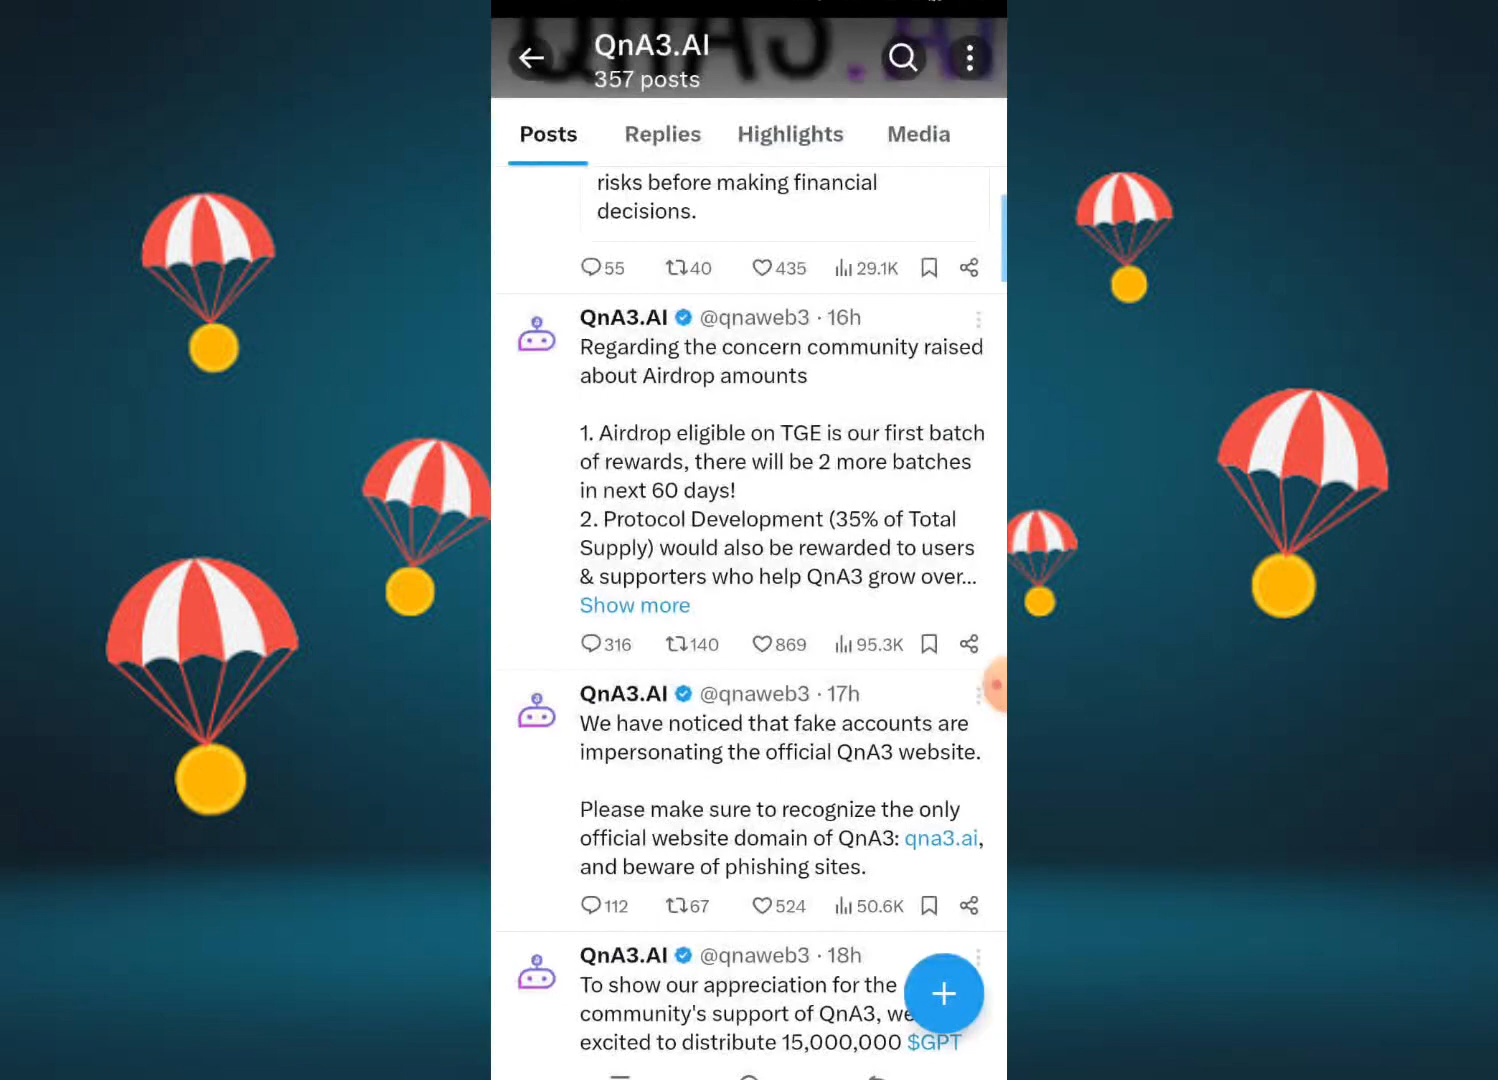 QnA3.AI
357 posts
Posts Replies Highlights Media
risks before making financial
decisions.
55 40 435 29.1K
QnA3.AI @qnaweb3 · 16h
Regarding the concern community raised
about Airdrop amounts
1. Airdrop eligible on TGE is our first batch
of rewards, there will be 2 more batches
in next 60 days!
2. Protocol Development (35% of Total
Supply) would also be rewarded to users
& supporters who help QnA3 grow over...
Show more
316 140 869 95.3K
QnA3.AI @qnaweb3 · 17h
We have noticed that fake accounts are
impersonating the official QnA3 website.
Please make sure to recognize the only
official website domain of QnA3: qna3.ai,
and beware of phishing sites.
112 67 524 50.6K
QnA3.AI @qnaweb3 · 18h
To show our appreciation for the
community's support of QnA3, we
excited to distribute 15,000,000 $GPT